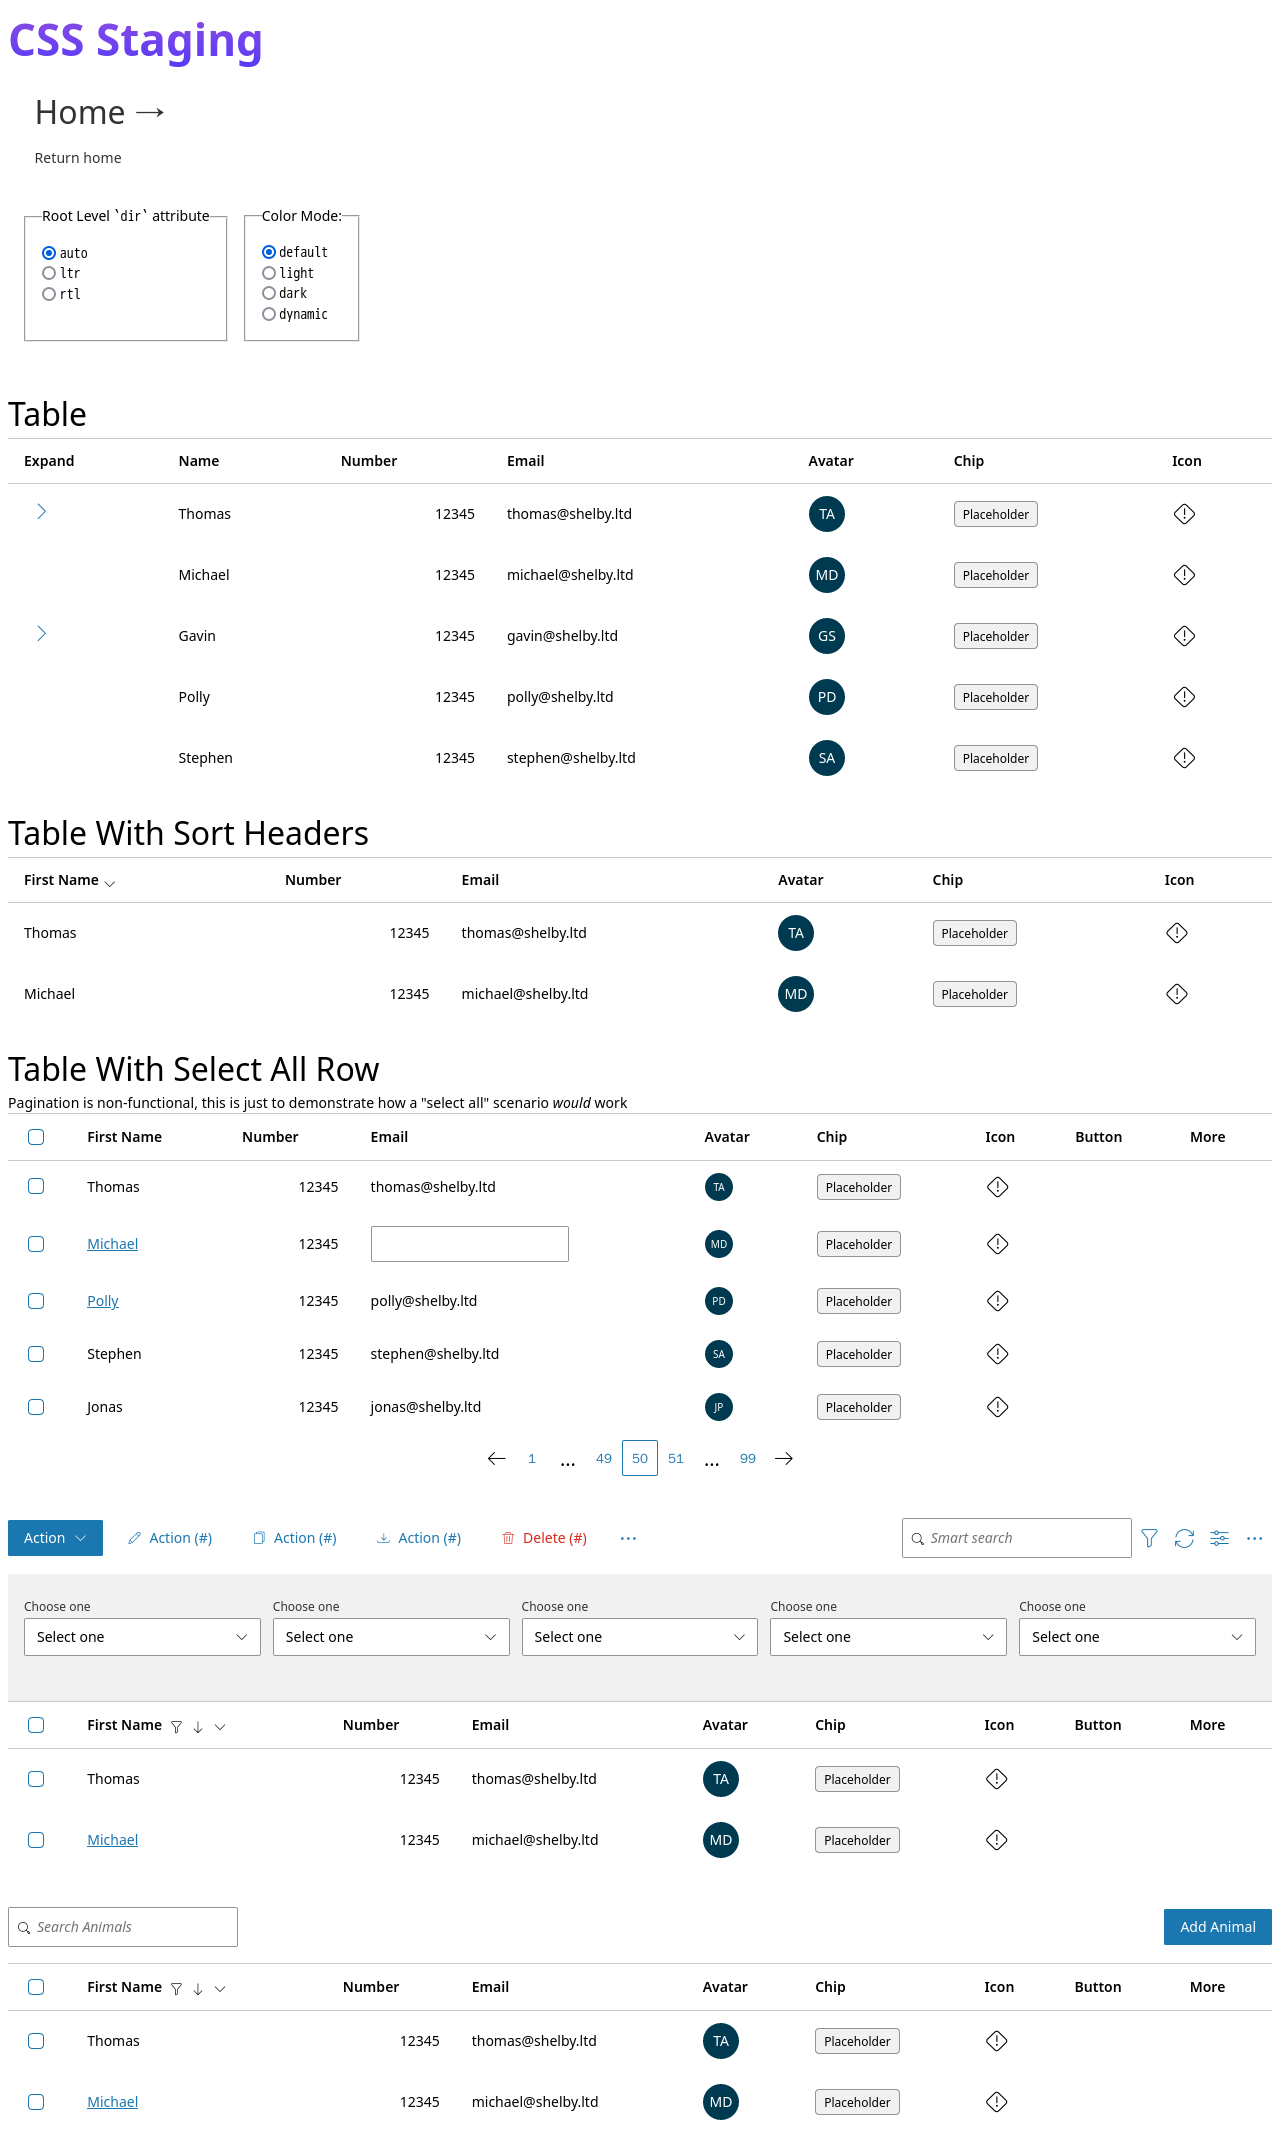 CSS Staging
Home →
Return home
Root Level `dir` attribute
auto
ltr
rtl
Color Mode:
default
light
dark
dynamic
Table
Expand Name Number Email Avatar Chip Icon
Thomas 12345 thomas@shelby.ltd TA Placeholder
Michael 12345 michael@shelby.ltd MD Placeholder
Gavin 12345 gavin@shelby.ltd GS Placeholder
Polly 12345 polly@shelby.ltd PD Placeholder
Stephen 12345 stephen@shelby.ltd SA Placeholder
Table With Sort Headers
First Name Number Email Avatar Chip Icon
Thomas 12345 thomas@shelby.ltd TA Placeholder
Michael 12345 michael@shelby.ltd MD Placeholder
Table With Select All Row
Pagination is non-functional, this is just to demonstrate how a "select all" scenario would work
First Name Number Email Avatar Chip Icon Button More
Thomas 12345 thomas@shelby.ltd TA Placeholder
Michael 12345 MD Placeholder
Polly 12345 polly@shelby.ltd PD Placeholder
Stephen 12345 stephen@shelby.ltd SA Placeholder
Jonas 12345 jonas@shelby.ltd JP Placeholder
1 ... 49 50 51 ... 99
Action Action (#) Action (#) Action (#) Delete (#) Smart search
Choose one Choose one Choose one Choose one Choose one
Select one Select one Select one Select one Select one
First Name Number Email Avatar Chip Icon Button More
Thomas 12345 thomas@shelby.ltd TA Placeholder
Michael 12345 michael@shelby.ltd MD Placeholder
Search Animals Add Animal
First Name Number Email Avatar Chip Icon Button More
Thomas 12345 thomas@shelby.ltd TA Placeholder
Michael 12345 michael@shelby.ltd MD Placeholder